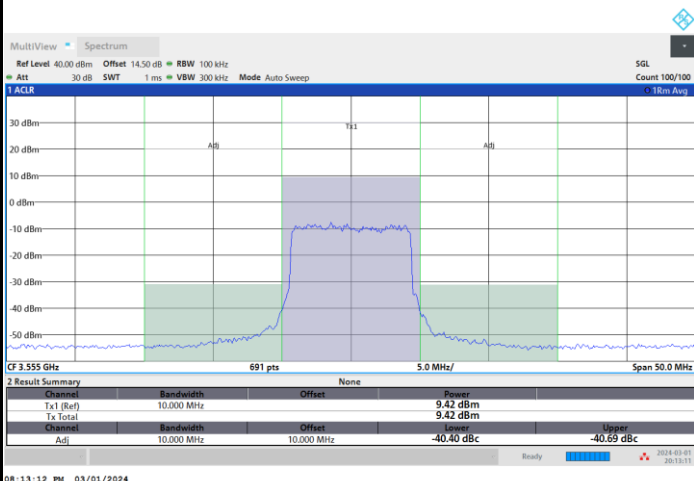 MultiView Spectrum
Ref Level 40.00 dBm Offset 14.50 dB RBW 100 kHz SGL
Att 30 dB SWT 1 ms VBW 300 kHz Mode Auto Sweep Count 100/100
1 ACLR 1Rm Avg
30 dBm
Tx1
20 dBm
Adj Adj
10 dBm
0 dBm
-10 dBm
-20 dBm
-30 dBm
-40 dBm
-50 dBm
CF 3.555 GHz 691 pts 5.0 MHz/ Span 50.0 MHz
2 Result Summary None
Channel Bandwidth Offset Power
Tx1 (Ref) 10.000 MHz 9.42 dBm
Tx Total 9.42 dBm
Channel Bandwidth Offset Lower Upper
Adj 10.000 MHz 10.000 MHz -40.40 dBc -40.69 dBc
Ready 2024-03-01
20:13:11
08:13:12 PM 03/01/2024